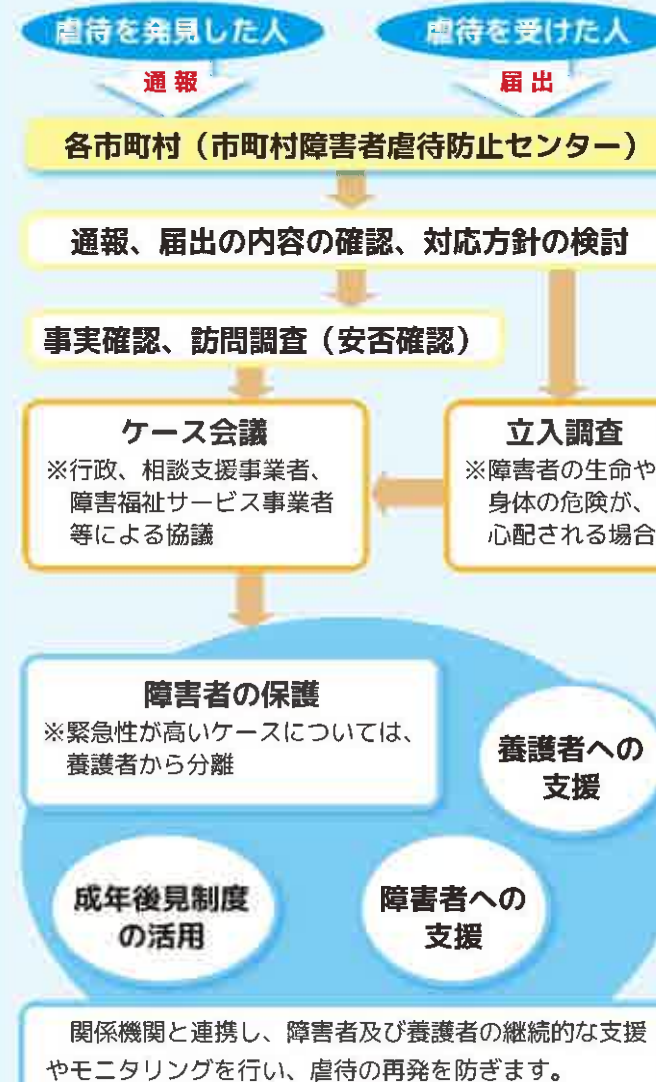 虐待を発見した人
虐待を受けた人
通報
届出
各市町村（市町村障害者虐待防止センター）
通報、届出の内容の確認、対応方針の検討
事実確認、訪問調査（安否確認）
ケース会議
※行政、相談支援事業者、
障害福祉サービス事業者
等による協議
立入調査
※障害者の生命や
身体の危険が、
心配される場合
障害者の保護
※緊急性が高いケースについては、
養護者から分離
養護者への
支援
成年後見制度
の活用
障害者への
支援
関係機関と連携し、障害者及び養護者の継続的な支援
やモニタリングを行い、虐待の再発を防ぎます。